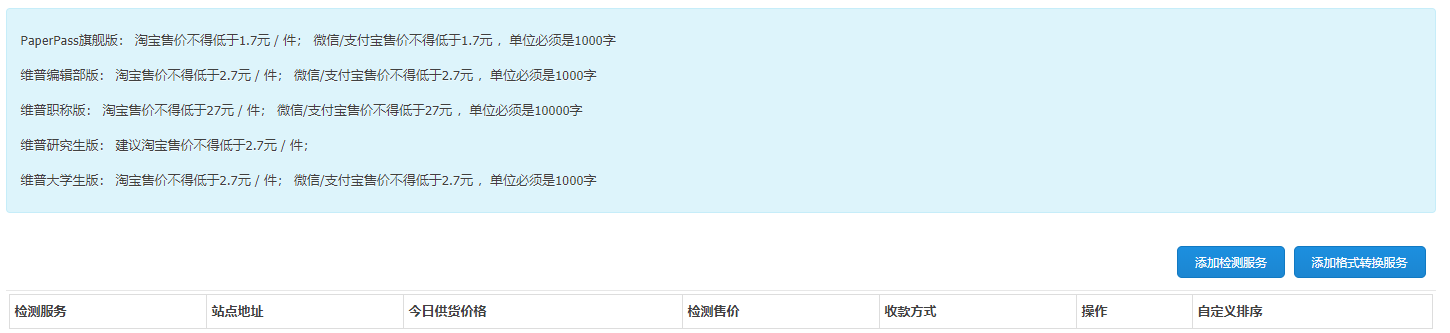 PaperPass旗舰版： 淘宝售价不得低于1.7元 / 件； 微信/支付宝售价不得低于1.7元 ，单位必须是1000字
维普编辑部版： 淘宝售价不得低于2.7元 / 件； 微信/支付宝售价不得低于2.7元 ，单位必须是1000字
维普职称版： 淘宝售价不得低于27元 / 件； 微信/支付宝售价不得低于27元 ，单位必须是10000字
维普研究生版： 建议淘宝售价不得低于2.7元 / 件；
维普大学生版： 淘宝售价不得低于2.7元 / 件； 微信/支付宝售价不得低于2.7元 ，单位必须是1000字
添加检测服务 添加格式转换服务
检测服务 站点地址 今日供货价格 检测售价 收款方式 操作 自定义排序